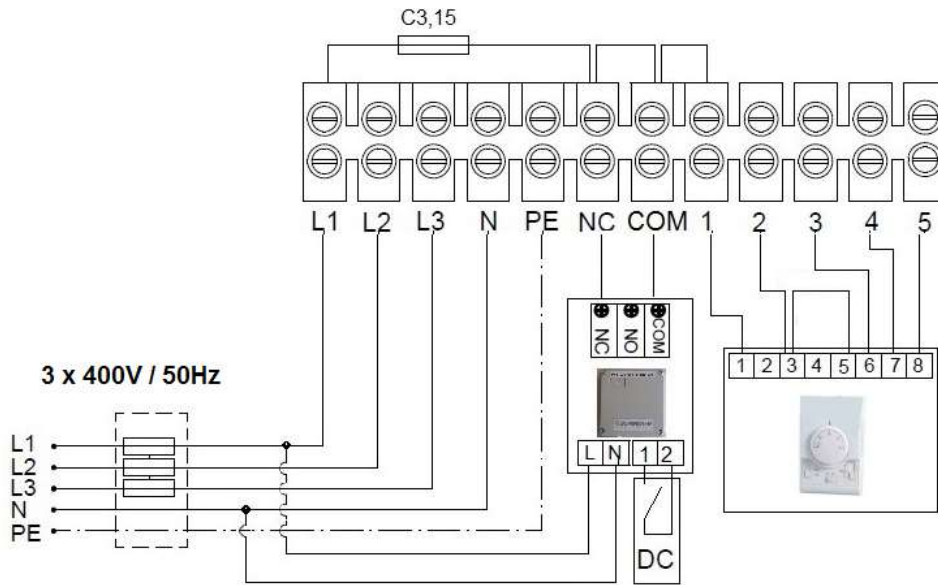 C3,15
L1 L2 L3 N PE NC COM 1 2 3 4 5
NC NO COM
1 2 3 4 5 6 7 8
3 x 400V / 50Hz
L1
L2
L3
N
PE
L N 1 2
DC